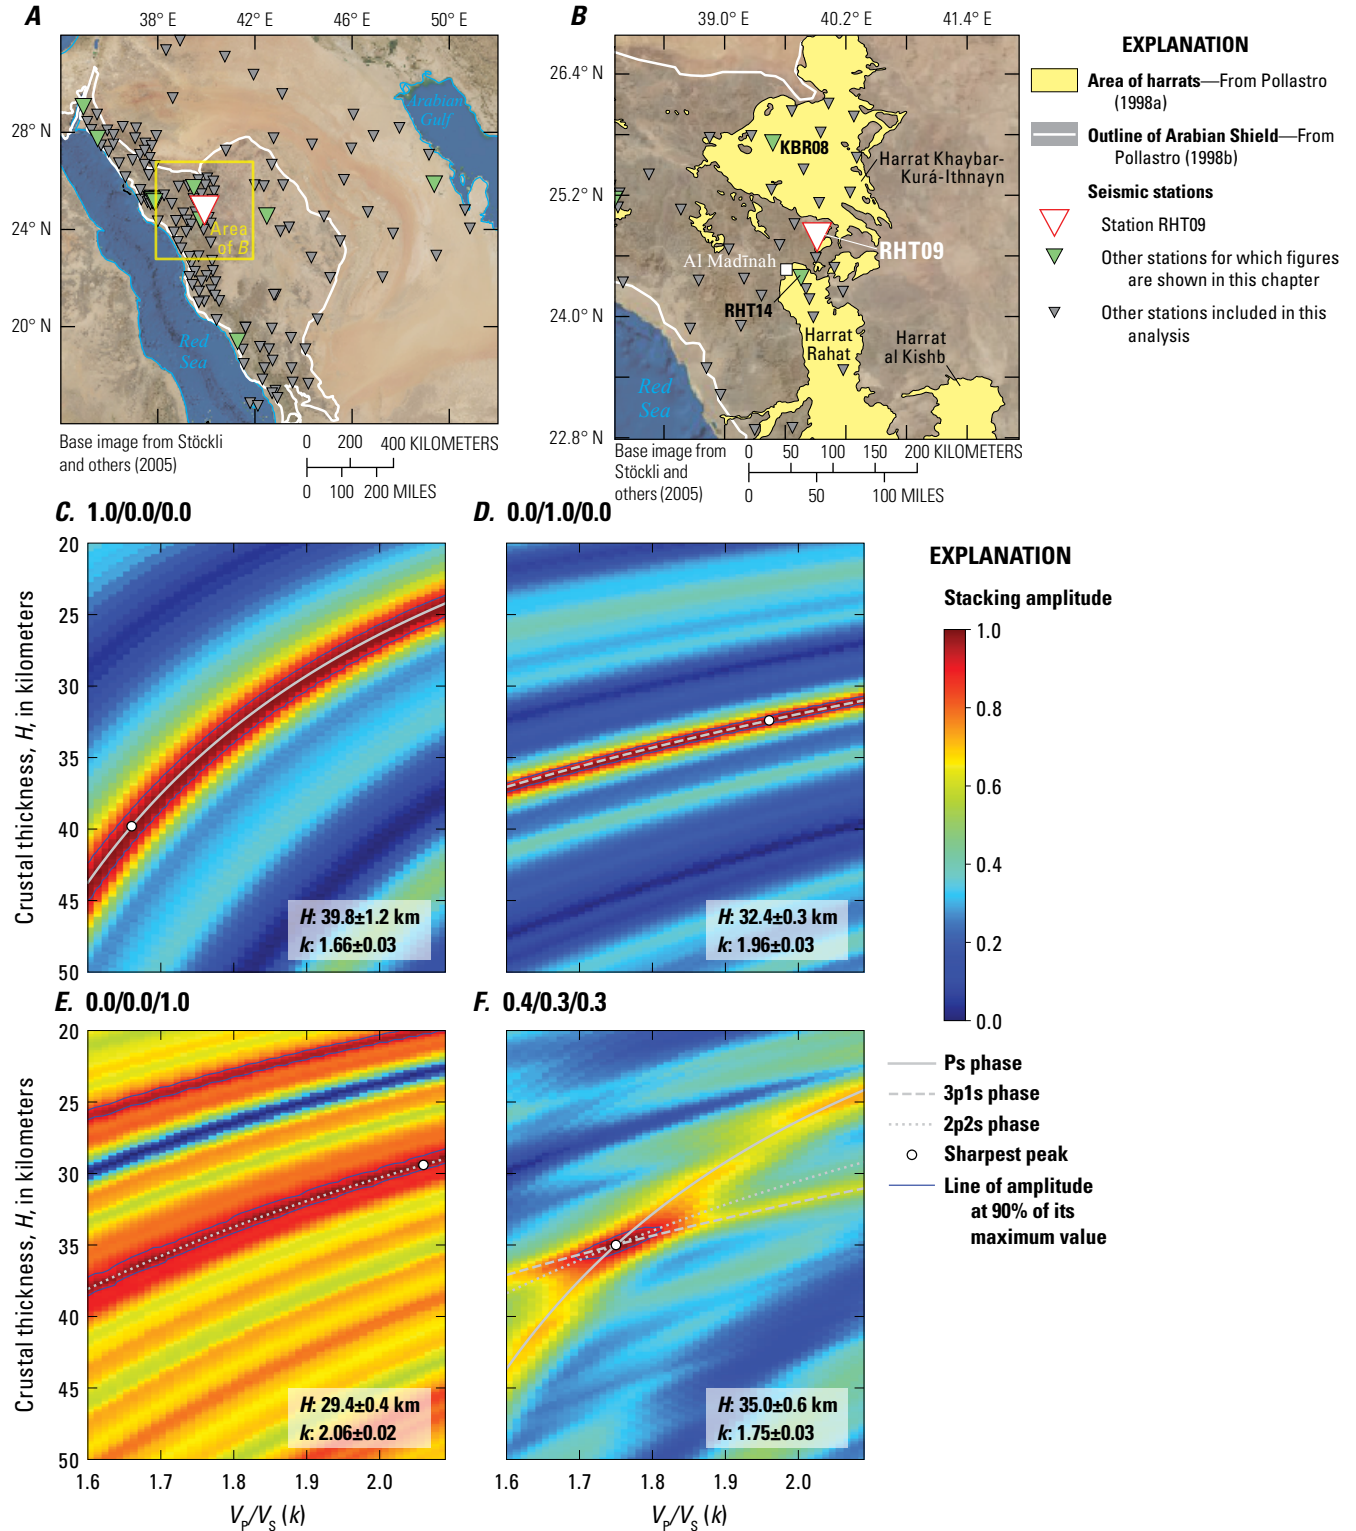 A
38° E 42° E 46° E 50° E
28° N
24° N
20° N
Arabian
Gulf
Area
of B
Red
Sea
Base image from Stöckli
and others (2005)
0 200 400 KILOMETERS
0 100 200 MILES
B
39.0° E 40.2° E 41.4° E
26.4° N
25.2° N
24.0° N
22.8° N
KBR08
Harrat Khaybar-
Kurá-Ithnayn
RHT09
Al Madīnah
RHT14
Harrat
Rahat
Harrat
al Kishb
Red
Sea
Base image from
Stöckli and
others (2005)
0 50 100 150 200 KILOMETERS
0 50 100 MILES
EXPLANATION
Area of harrats—From Pollastro
(1998a)
Outline of Arabian Shield—From
Pollastro (1998b)
Seismic stations
Station RHT09
Other stations for which figures
are shown in this chapter
Other stations included in this
analysis
C. 1.0/0.0/0.0
20
25
30
35
40
45
50
Crustal thickness, H, in kilometers
H: 39.8±1.2 km
k: 1.66±0.03
D. 0.0/1.0/0.0
H: 32.4±0.3 km
k: 1.96±0.03
E. 0.0/0.0/1.0
20
25
30
35
40
45
50
Crustal thickness, H, in kilometers
H: 29.4±0.4 km
k: 2.06±0.02
1.6 1.7 1.8 1.9 2.0
VP/VS (k)
F. 0.4/0.3/0.3
H: 35.0±0.6 km
k: 1.75±0.03
1.6 1.7 1.8 1.9 2.0
VP/VS (k)
EXPLANATION
Stacking amplitude
1.0
0.8
0.6
0.4
0.2
0.0
Ps phase
3p1s phase
2p2s phase
Sharpest peak
Line of amplitude
at 90% of its
maximum value